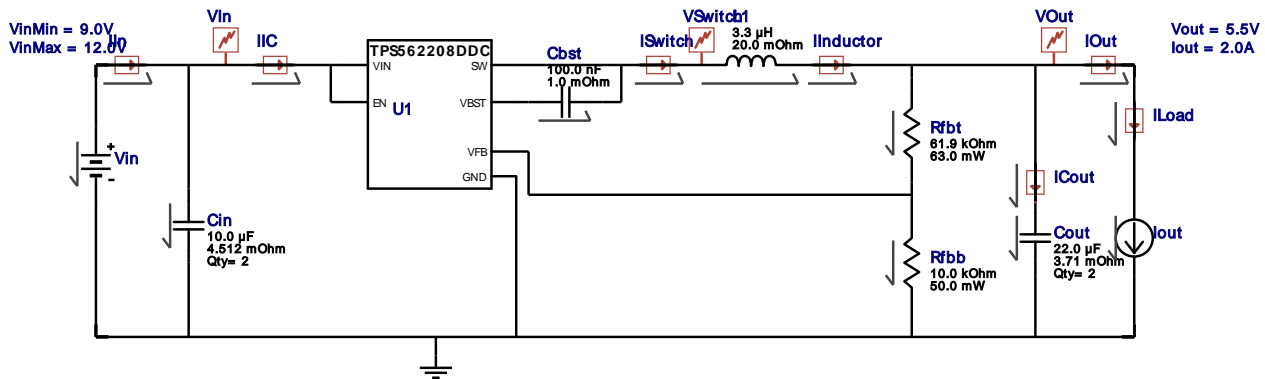 VinMin = 9.0V
VinMax = 12.0V
IIn
VIn
IIC
TPS562208DDC
VIN
EN
U1
SW
VBST
VFB
GND
Cbst
100.0 nF
1.0 mOhm
ISwitch
VSwitch
L1
3.3 µH
20.0 mOhm
IInductor
VOut
IOut
Vout = 5.5V
Iout = 2.0A
ILoad
Rfbt
61.9 kOhm
63.0 mW
+
Vin
-
ICout
Cin
10.0 µF
4.512 mOhm
Qty= 2
Rfbb
10.0 kOhm
50.0 mW
Cout
22.0 µF
3.71 mOhm
Qty= 2
Iout